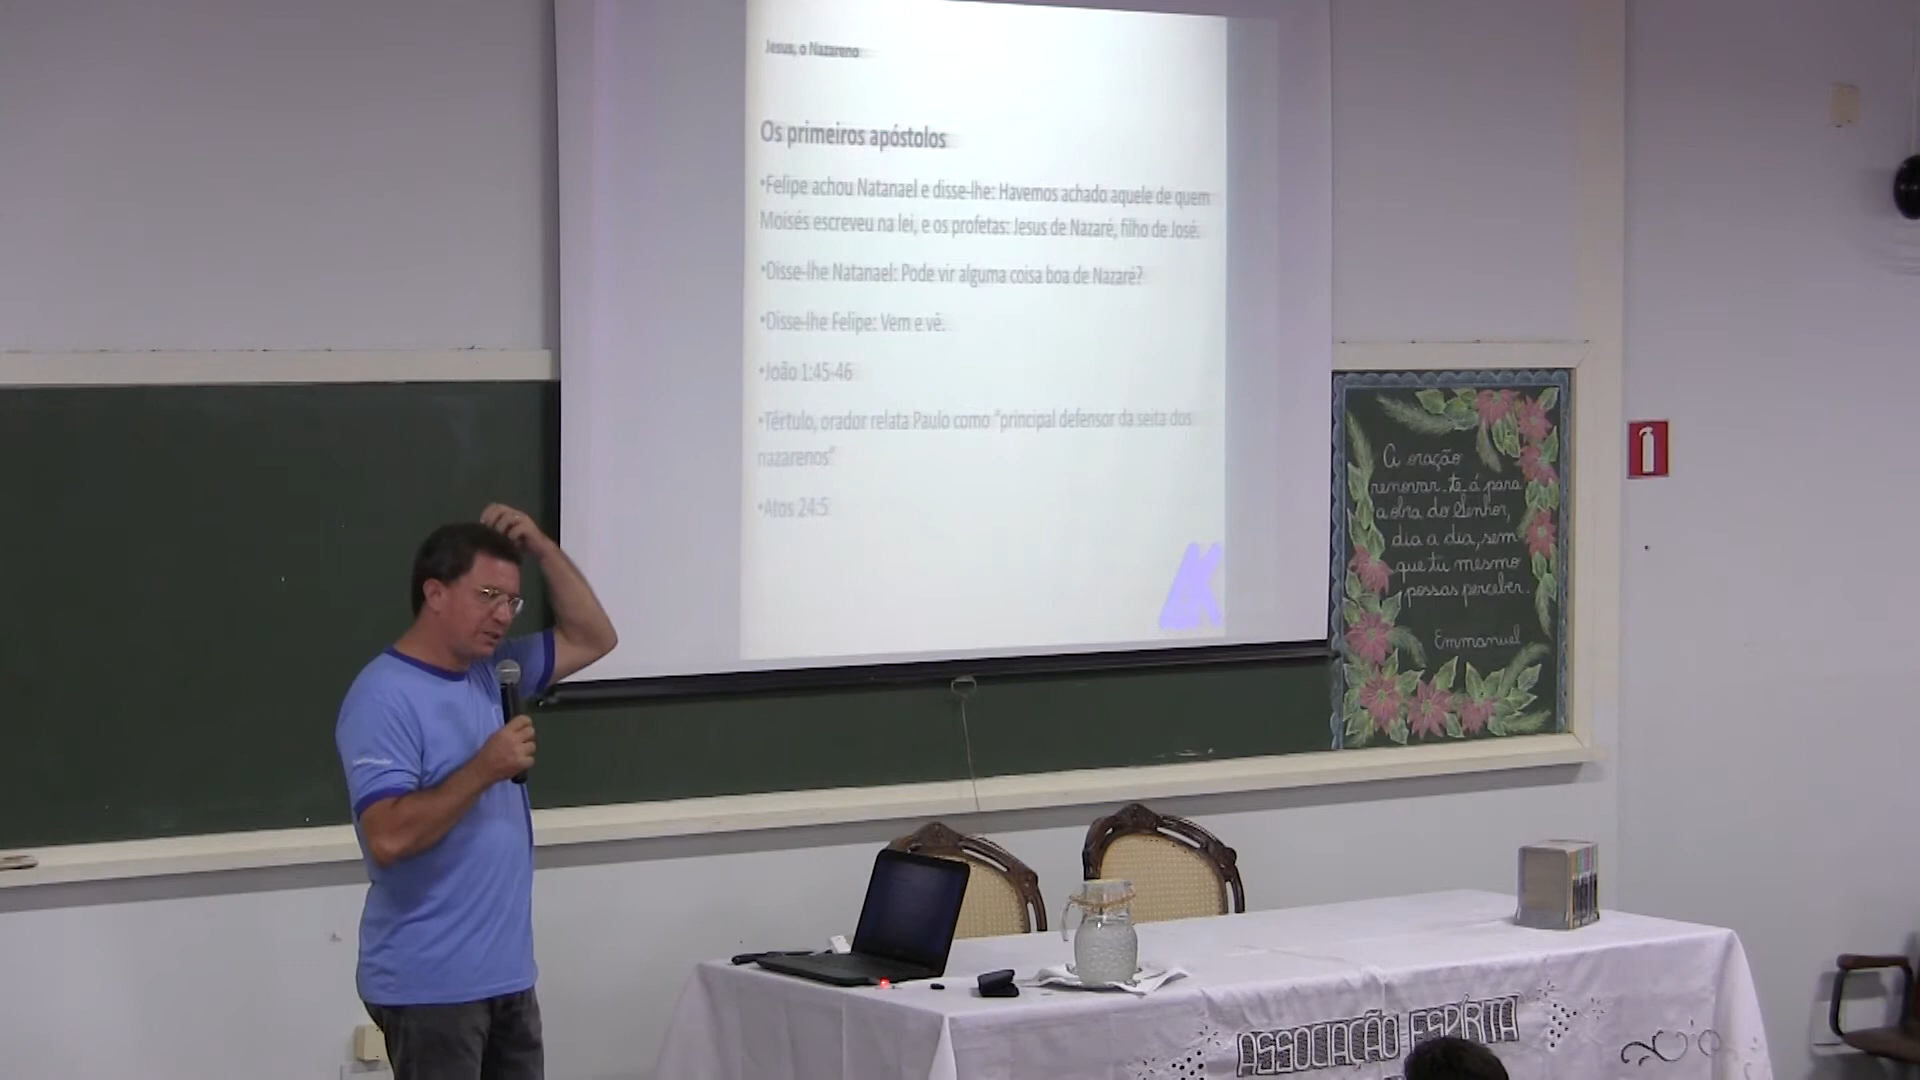 Jesus, o Nazareno
Os primeiros apóstolos
•Felipe achou Natanael e disse-lhe: Havemos achado aquele de quem
Moisés escreveu na lei, e os profetas: Jesus de Nazaré, filho de José.
•Disse-lhe Natanael: Pode vir alguma coisa boa de Nazaré?
•Disse-lhe Felipe: Vem e vê.
•João 1:45-46
•Tértulo, orador relata Paulo como "principal defensor da seita dos
nazarenos"
•Atos 24:5
A oração
renovar-te-á para
a obra do Senhor,
dia a dia, sem
que tu mesmo
possas perceber.
Emmanuel
ASSOCIAÇÃO ESPÍRITA